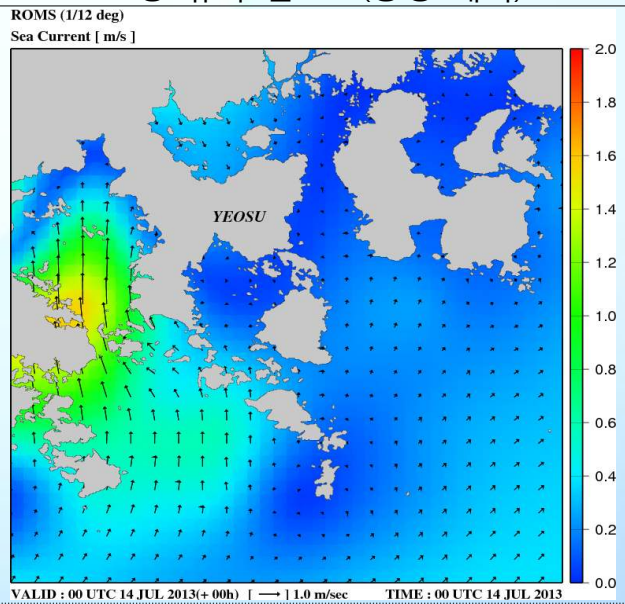 ROMS (1/12 deg)
Sea Current [ m/s ]
YEOSU
2.0
1.8
1.6
1.4
1.2
1.0
0.8
0.6
0.4
0.2
0.0
VALID : 00 UTC 14 JUL 2013(+ 00h) [ → ] 1.0 m/sec TIME : 00 UTC 14 JUL 2013